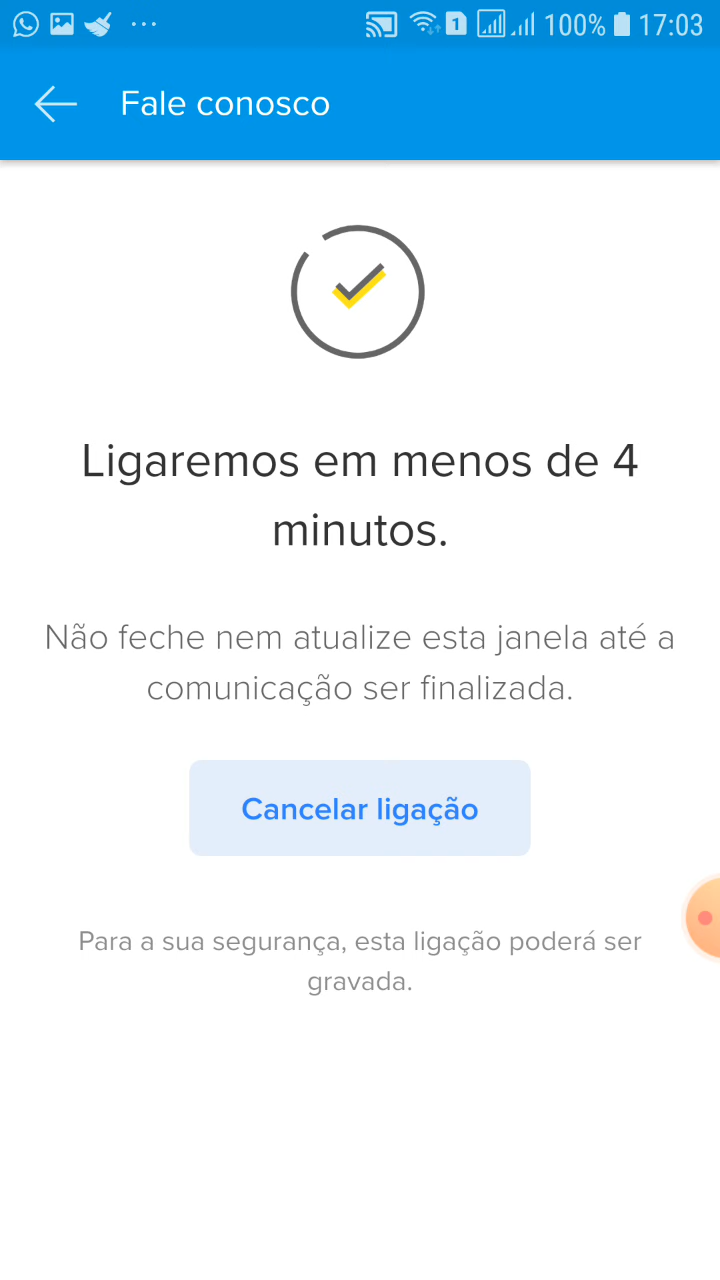 1 100% 17:03
Fale conosco
Ligaremos em menos de 4
minutos.
Não feche nem atualize esta janela até a
comunicação ser finalizada.
Cancelar ligação
Para a sua segurança, esta ligação poderá ser
gravada.